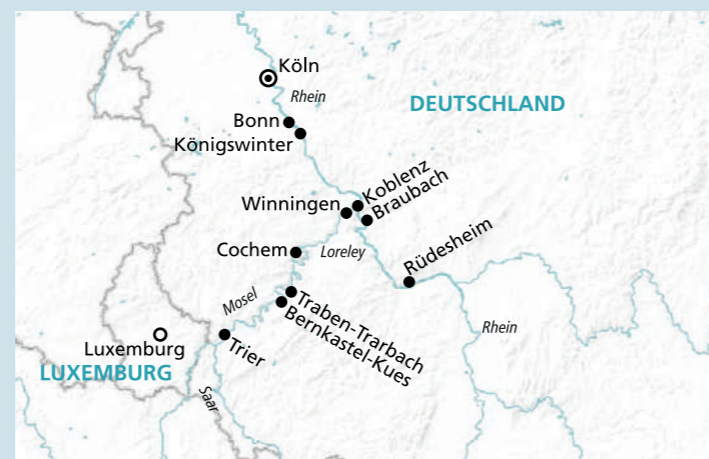 Köln
Rhein
DEUTSCHLAND
Bonn
Königswinter
Koblenz
Braubach
Winningen
Cochem
Loreley
Rüdesheim
Mosel
Traben-Trarbach
Bernkastel-Kues
Rhein
Luxemburg
Trier
LUXEMBURG
Saar